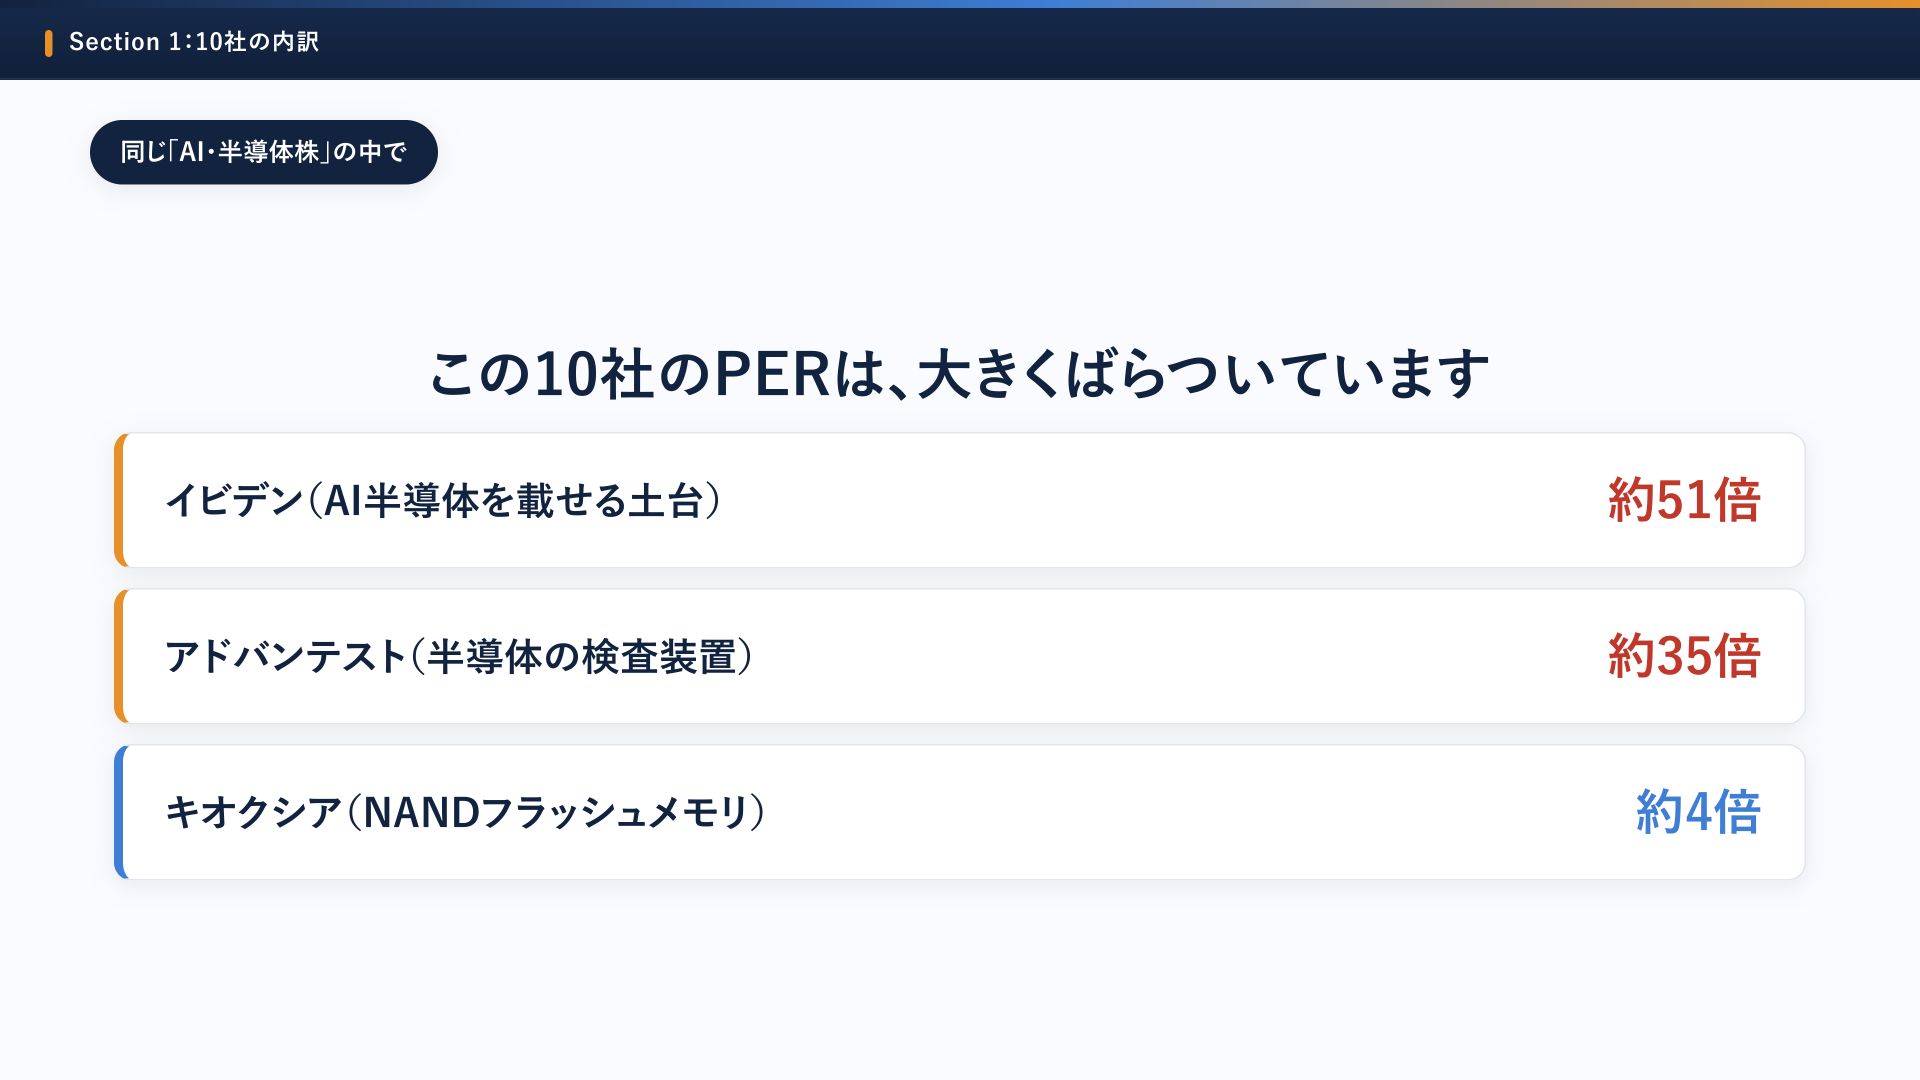 Section 1：10社の内訳
同じ「AI・半導体株」の中で
この10社のPERは、大きくばらついています
イビデン（AI半導体を載せる土台）
約51倍
アドバンテスト（半導体の検査装置）
約35倍
キオクシア（NANDフラッシュメモリ）
約4倍